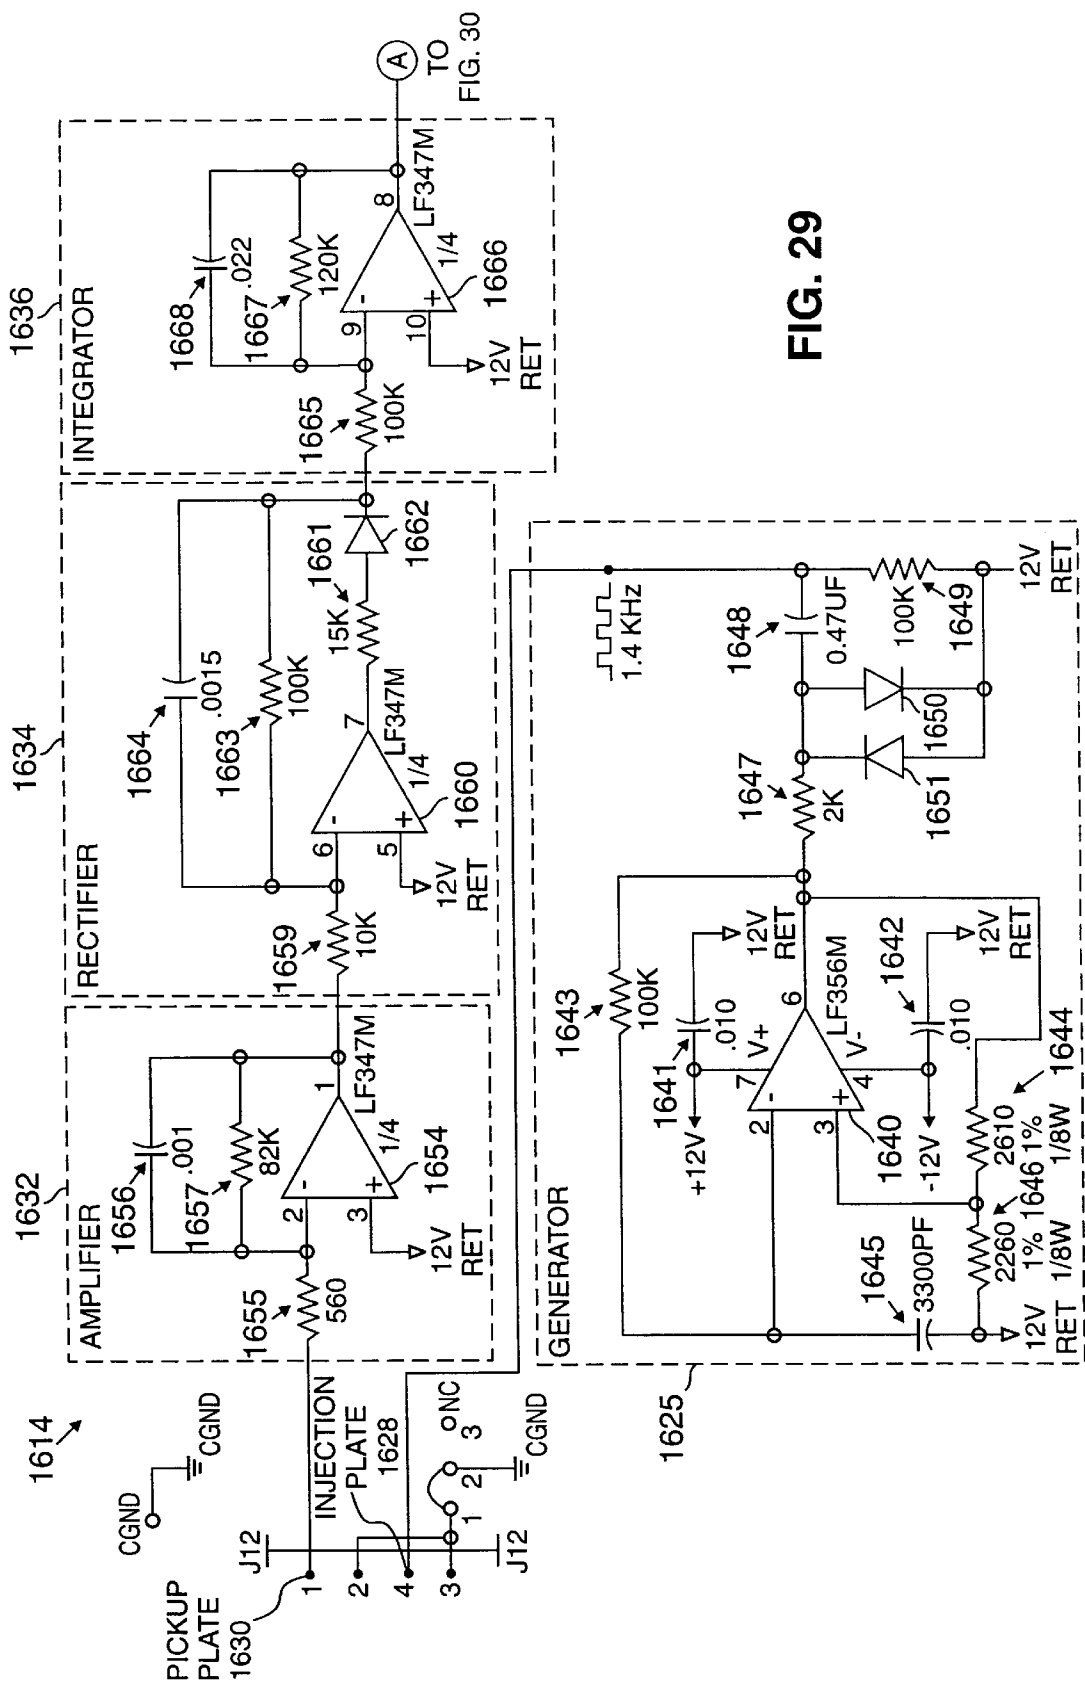 1614
CGND
CGND
PICKUP
PLATE
1630
J12
J12
1
2
4
3
INJECTION
PLATE
1628
1
2
3
NC
CGND
1632
AMPLIFIER
1656
.001
1657
82K
1655
560
2
3
-
+
1
LF347M
1/4
1654
12V
RET
1634
RECTIFIER
1664
.0015
1663
100K
1659
10K
6
5
-
+
7
LF347M
1/4
1660
12V
RET
15K
1661
1662
1636
INTEGRATOR
1668
.022
1667
120K
1665
100K
9
10
-
+
8
LF347M
1/4
1666
12V
RET
A
TO
FIG. 30
1625
GENERATOR
1643
100K
1641
.010
12V
RET
+12V
7
V+
2
3
-
+
6
LF356M
4
V-
1640
-12V
1642
.010
12V
RET
1645
3300PF
12V
RET
2260
1%
1/8W
1646
2610
1%
1/8W
1644
1647
2K
1651
1650
1648
0.47UF
100K
1649
12V
RET
1.4 KHz
FIG. 29